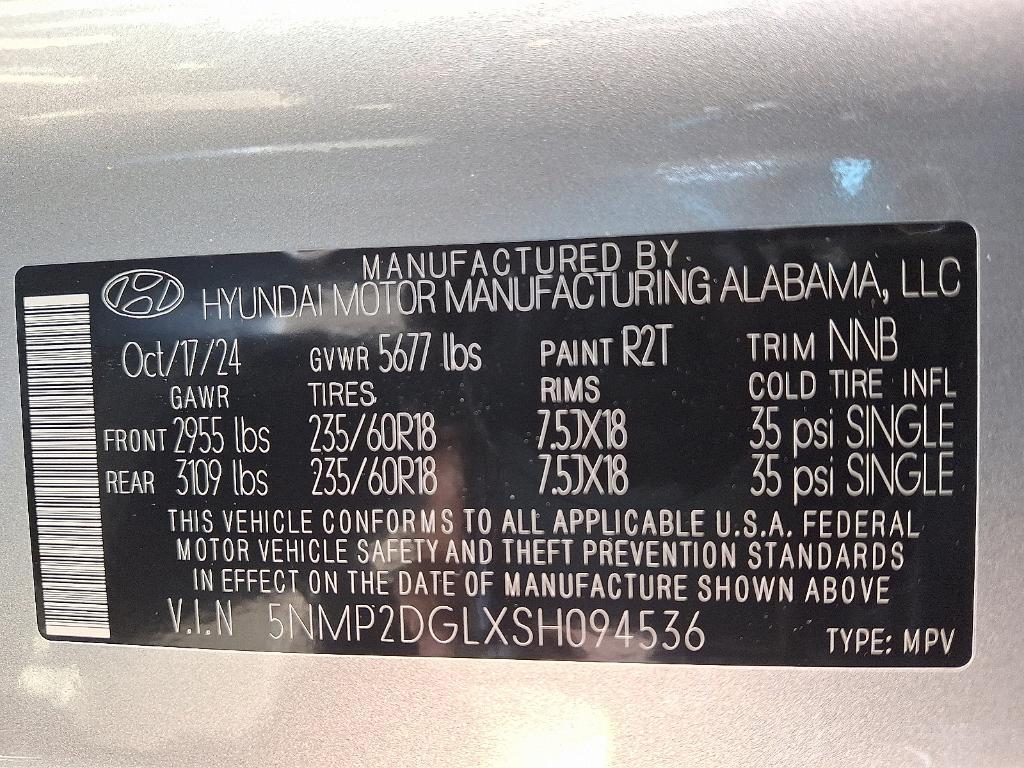 MANUFACTURED BY
HYUNDAI MOTOR MANUFACTURING ALABAMA, LLC
Oct/17/24 GVWR 5677 lbs PAINT R2T TRIM NNB
GAWR TIRES RIMS COLD TIRE INFL
FRONT 2955 lbs 235/60R18 7.5JX18 35 psi SINGLE
REAR 3109 lbs 235/60R18 7.5JX18 35 psi SINGLE
THIS VEHICLE CONFORMS TO ALL APPLICABLE U.S.A. FEDERAL
MOTOR VEHICLE SAFETY AND THEFT PREVENTION STANDARDS
IN EFFECT ON THE DATE OF MANUFACTURE SHOWN ABOVE
V.I.N 5NMP2DGLXSH094536 TYPE: MPV